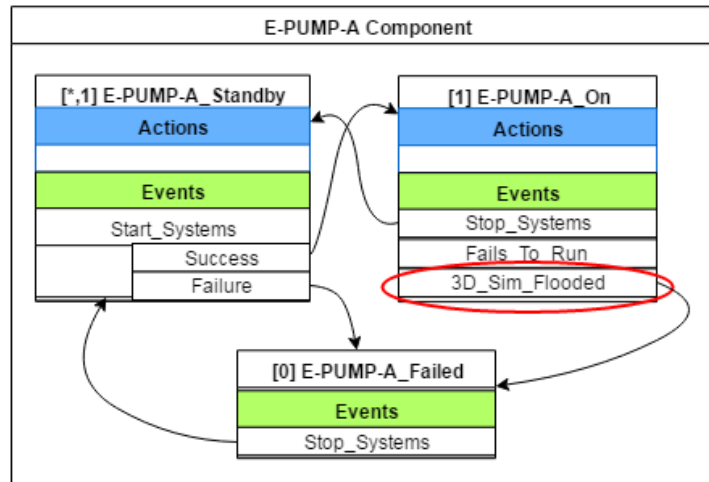 E-PUMP-A Component
[*,1] E-PUMP-A_Standby
Actions
Events
Start_Systems
Success
Failure
[1] E-PUMP-A_On
Actions
Events
Stop_Systems
Fails_To_Run
3D_Sim_Flooded
[0] E-PUMP-A_Failed
Events
Stop_Systems